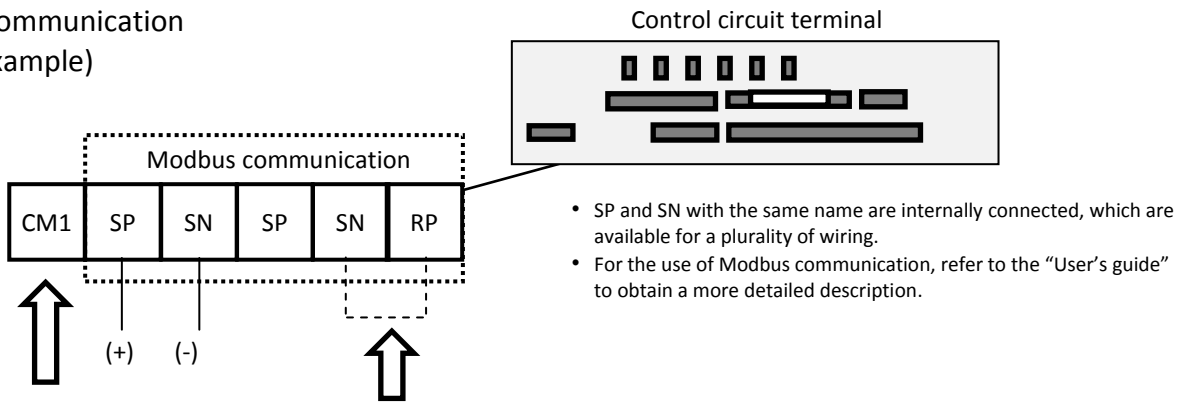 ommunication
xample)
Control circuit terminal
Modbus communication
CM1 SP SN SP SN RP
(+) (-)
• SP and SN with the same name are internally connected, which are
available for a plurality of wiring.
• For the use of Modbus communication, refer to the “User’s guide”
to obtain a more detailed description.